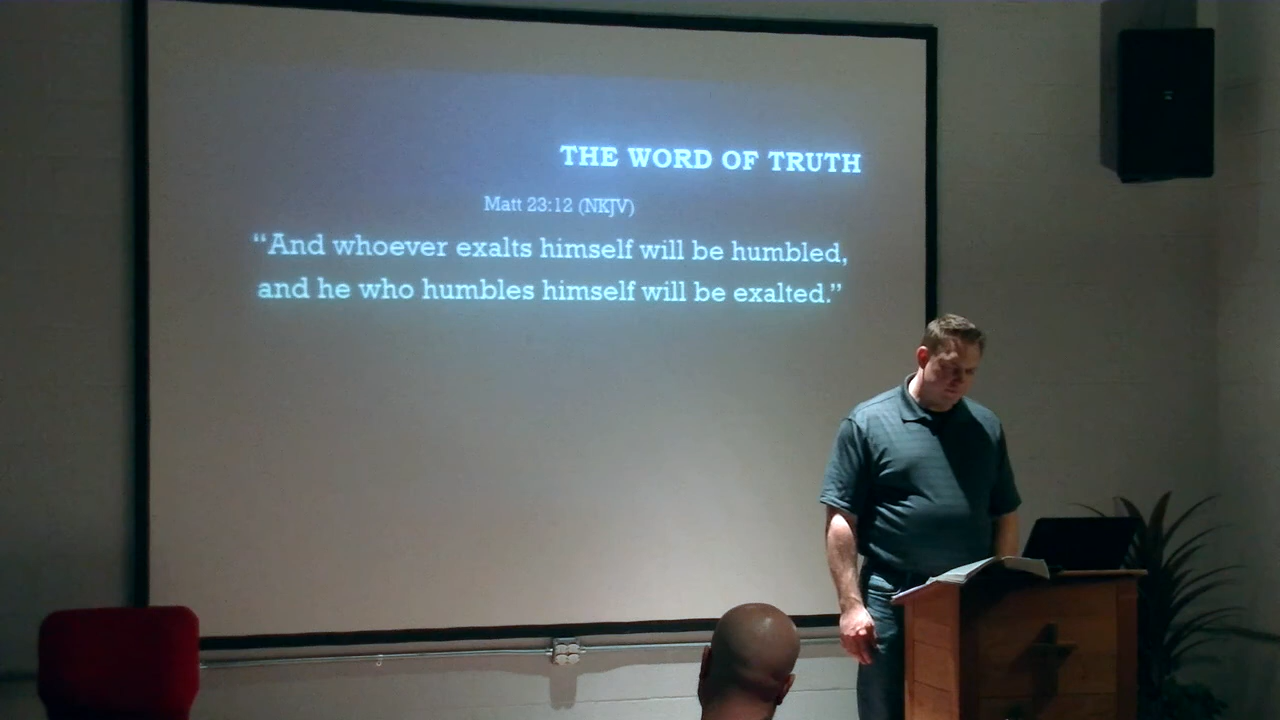 THE WORD OF TRUTH
Matt 23:12 (NKJV)
“And whoever exalts himself will be humbled,
and he who humbles himself will be exalted.”